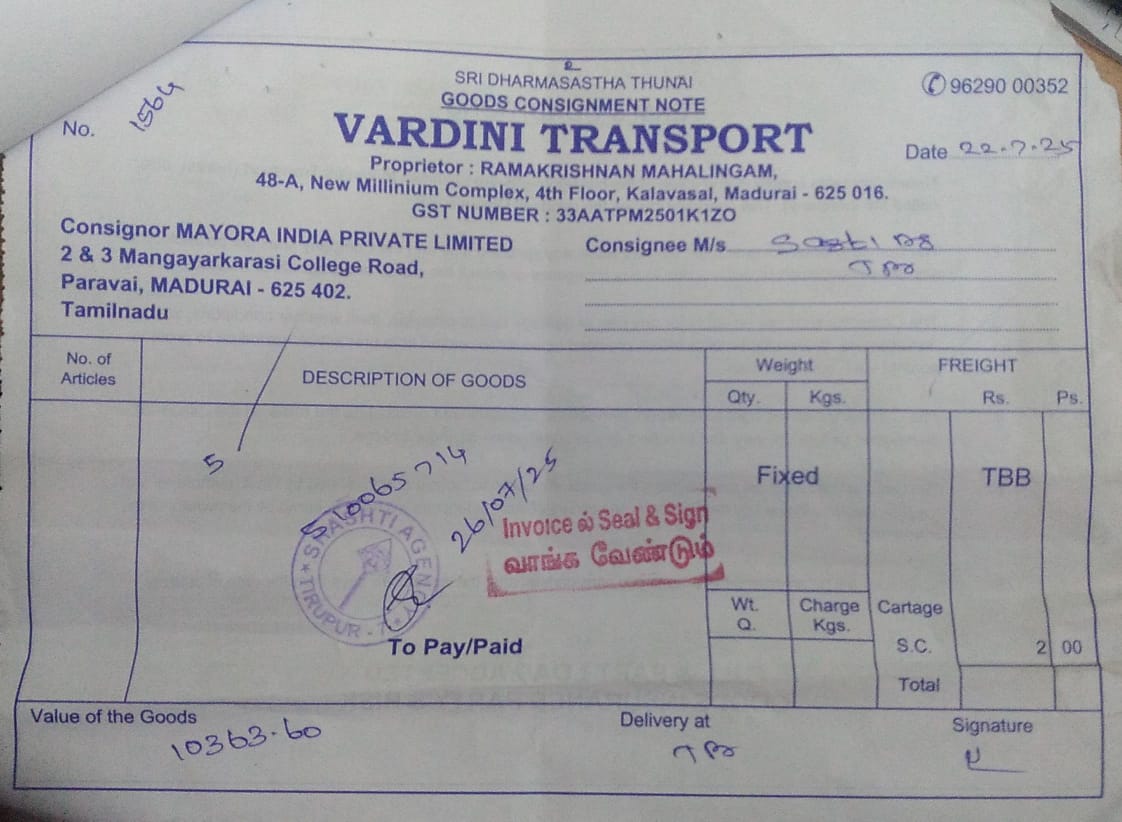 SRI DHARMASASTHA THUNAI
✆ 96290 00352
GOODS CONSIGNMENT NOTE
No. 1564
VARDINI TRANSPORT
Date 22.7.25
Proprietor : RAMAKRISHNAN MAHALINGAM,
48-A, New Millinium Complex, 4th Floor, Kalavasal, Madurai - 625 016.
GST NUMBER : 33AATPM2501K1ZO
Consignor MAYORA INDIA PRIVATE LIMITED
2 & 3 Mangayarkarasi College Road,
Paravai, MADURAI - 625 402.
Tamilnadu
Consignee M/s
No. of Articles
DESCRIPTION OF GOODS
Weight
Qty. Kgs.
FREIGHT
Rs. Ps.
5
510065714
26/07/25
Fixed
TBB
SHASHTI AGENCY
TIRUPUR - 7
Invoice ல் Seal & Sign
வாங்க வேண்டும்
Wt. Q.
Charge Kgs.
Cartage
S.C. 2 00
Total
To Pay/Paid
Value of the Goods
10363.60
Delivery at
Signature